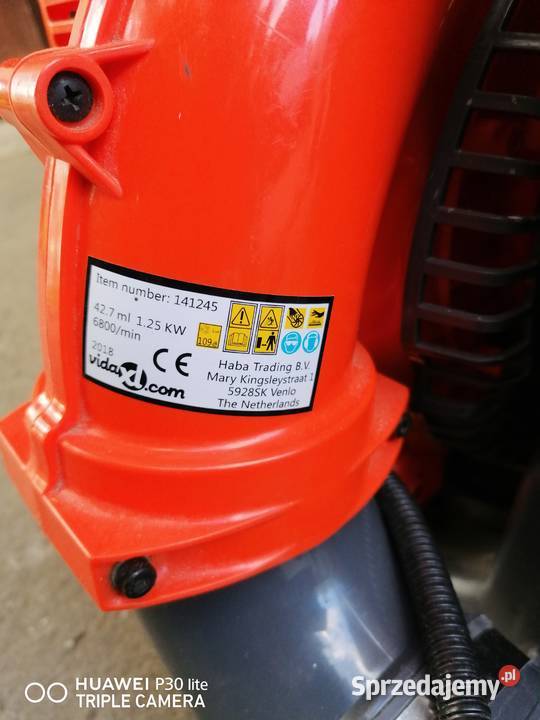 Item number: 141245
42.7 ml 1.25 KW
6800/min
2018
vidaXL.com
CE
109
Haba Trading B.V.
Mary Kingsleystraat 1
5928SK Venlo
The Netherlands
HUAWEI P30 lite
TRIPLE CAMERA
Sprzedajemy.pl